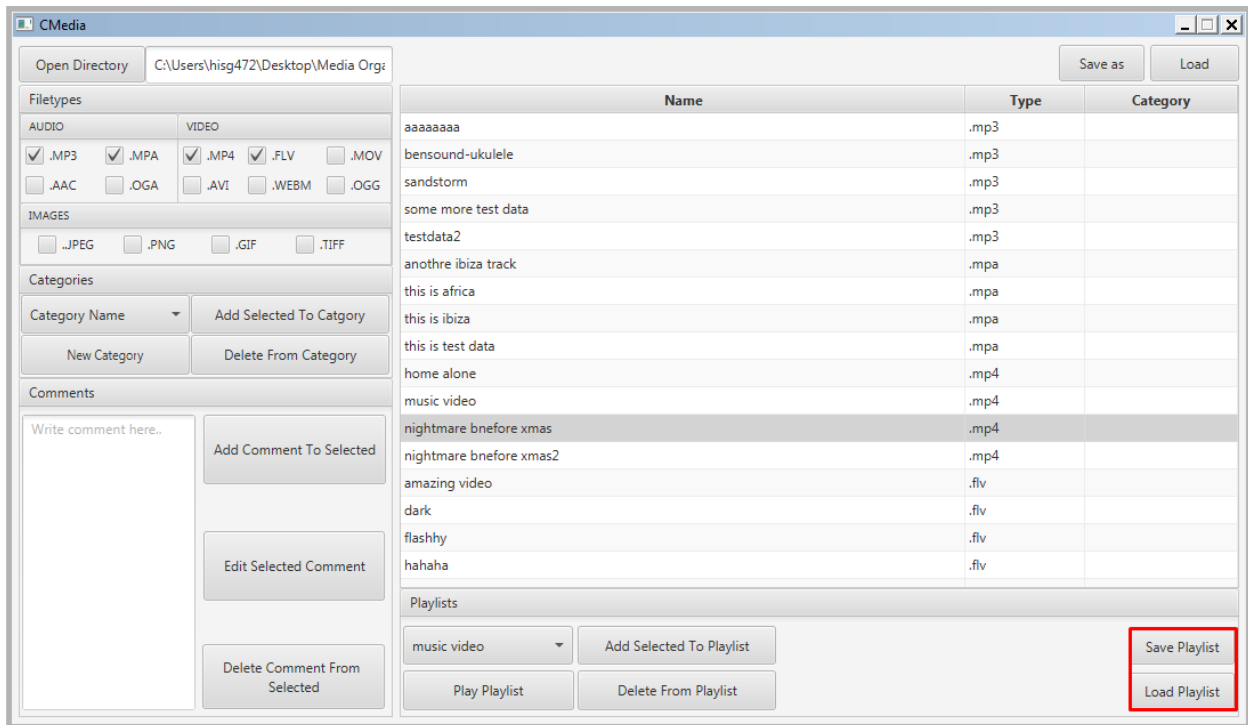 CMedia
Open Directory C:\Users\hisg472\Desktop\Media Orga
Save as Load
Filetypes
AUDIO VIDEO
.MP3 .MPA .MP4 .FLV .MOV
.AAC .OGA .AVI .WEBM .OGG
IMAGES
..JPEG .PNG .GIF .TIFF
Categories
Category Name Add Selected To Catgory
New Category Delete From Category
Comments
Write comment here..
Add Comment To Selected
Edit Selected Comment
Delete Comment From
Selected
Name Type Category
aaaaaaaa .mp3
bensound-ukulele .mp3
sandstorm .mp3
some more test data .mp3
testdata2 .mp3
anothre ibiza track .mpa
this is africa .mpa
this is ibiza .mpa
this is test data .mpa
home alone .mp4
music video .mp4
nightmare bnefore xmas .mp4
nightmare bnefore xmas2 .mp4
amazing video .flv
dark .flv
flashhy .flv
hahaha .flv
Playlists
music video Add Selected To Playlist Save Playlist
Play Playlist Delete From Playlist Load Playlist